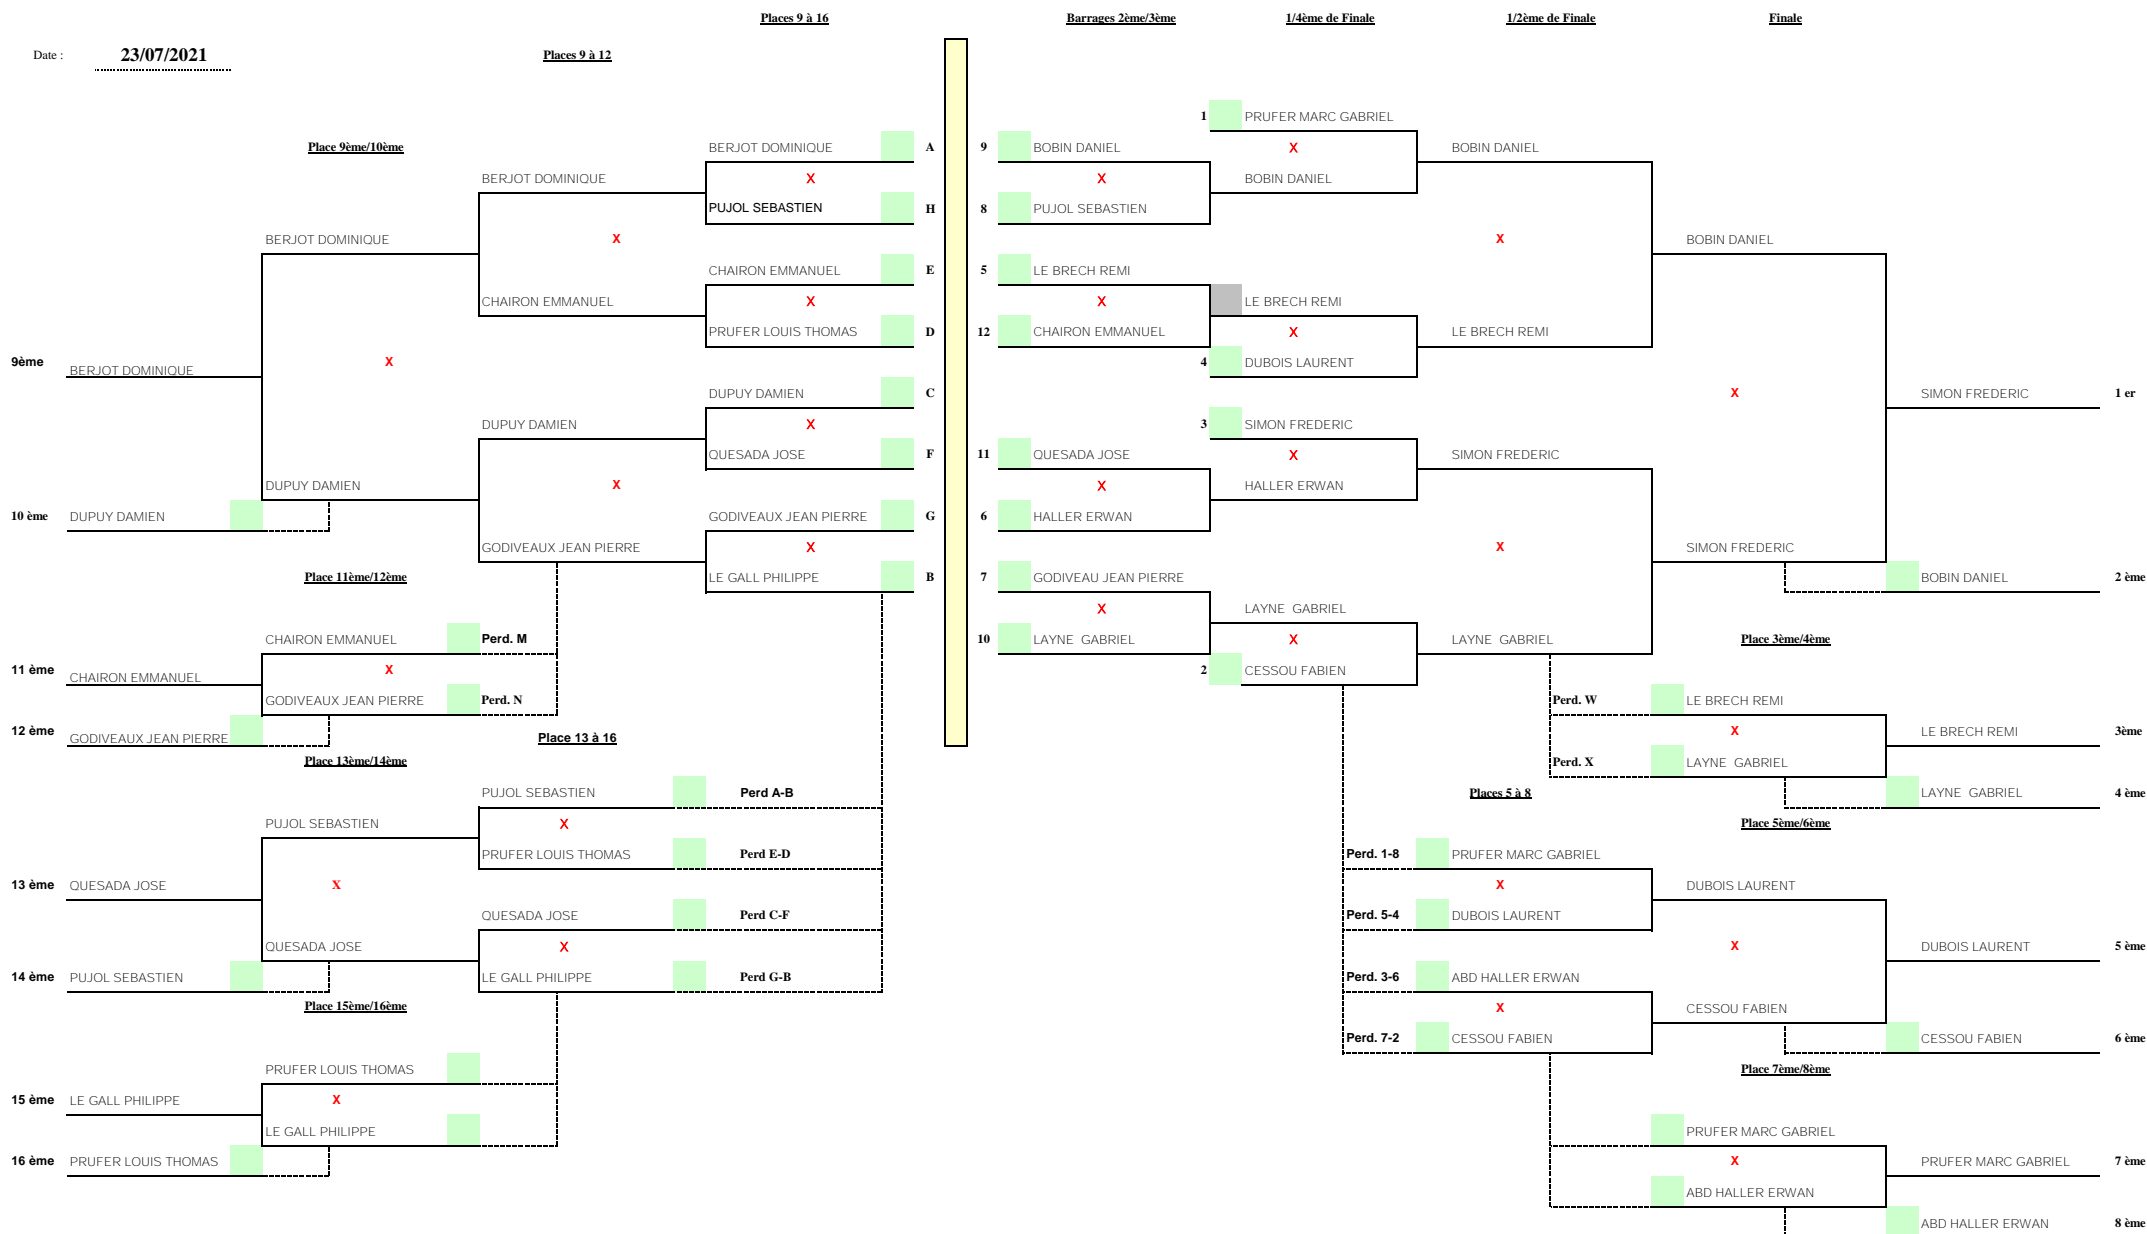 Places 9 à 16
Barrages 2ème/3ème
1/4ème de Finale
1/2ème de Finale
Finale
Date :
23/07/2021
Places 9 à 12
Place 9ème/10ème
BERJOT DOMINIQUE
A
X
PUJOL SEBASTIEN
H
CHAIRON EMMANUEL
E
X
PRUFER LOUIS THOMAS
D
DUPUY DAMIEN
C
X
QUESADA JOSE
F
GODIVEAUX JEAN PIERRE
G
X
LE GALL PHILIPPE
B
BERJOT DOMINIQUE
X
CHAIRON EMMANUEL
DUPUY DAMIEN
X
GODIVEAUX JEAN PIERRE
BERJOT DOMINIQUE
X
DUPUY DAMIEN
9ème
BERJOT DOMINIQUE
10 ème
DUPUY DAMIEN
Place 11ème/12ème
CHAIRON EMMANUEL
Perd. M
X
GODIVEAUX JEAN PIERRE
Perd. N
11 ème
CHAIRON EMMANUEL
12 ème
GODIVEAUX JEAN PIERRE
Place 13 à 16
Place 13ème/14ème
PUJOL SEBASTIEN
Perd A-B
X
PRUFER LOUIS THOMAS
Perd E-D
QUESADA JOSE
Perd C-F
X
LE GALL PHILIPPE
Perd G-B
PUJOL SEBASTIEN
X
QUESADA JOSE
13 ème
QUESADA JOSE
14 ème
PUJOL SEBASTIEN
Place 15ème/16ème
PRUFER LOUIS THOMAS
X
LE GALL PHILIPPE
15 ème
LE GALL PHILIPPE
16 ème
PRUFER LOUIS THOMAS
9
BOBIN DANIEL
X
8
PUJOL SEBASTIEN
5
LE BRECH REMI
X
12
CHAIRON EMMANUEL
11
QUESADA JOSE
X
6
HALLER ERWAN
7
GODIVEAU JEAN PIERRE
X
10
LAYNE  GABRIEL
1
PRUFER MARC GABRIEL
X
BOBIN DANIEL
LE BRECH REMI
X
4
DUBOIS LAURENT
3
SIMON FREDERIC
X
HALLER ERWAN
LAYNE  GABRIEL
X
2
CESSOU FABIEN
BOBIN DANIEL
X
LE BRECH REMI
SIMON FREDERIC
X
LAYNE  GABRIEL
BOBIN DANIEL
X
SIMON FREDERIC
SIMON FREDERIC
1 er
BOBIN DANIEL
2 ème
Place 3ème/4ème
Perd. W
LE BRECH REMI
X
Perd. X
LAYNE  GABRIEL
LE BRECH REMI
3ème
LAYNE  GABRIEL
4 ème
Places 5 à 8
Place 5ème/6ème
Perd. 1-8
PRUFER MARC GABRIEL
X
Perd. 5-4
DUBOIS LAURENT
Perd. 3-6
ABD HALLER ERWAN
X
Perd. 7-2
CESSOU FABIEN
DUBOIS LAURENT
X
CESSOU FABIEN
DUBOIS LAURENT
5 ème
CESSOU FABIEN
6 ème
Place 7ème/8ème
PRUFER MARC GABRIEL
X
ABD HALLER ERWAN
PRUFER MARC GABRIEL
7 ème
ABD HALLER ERWAN
8 ème